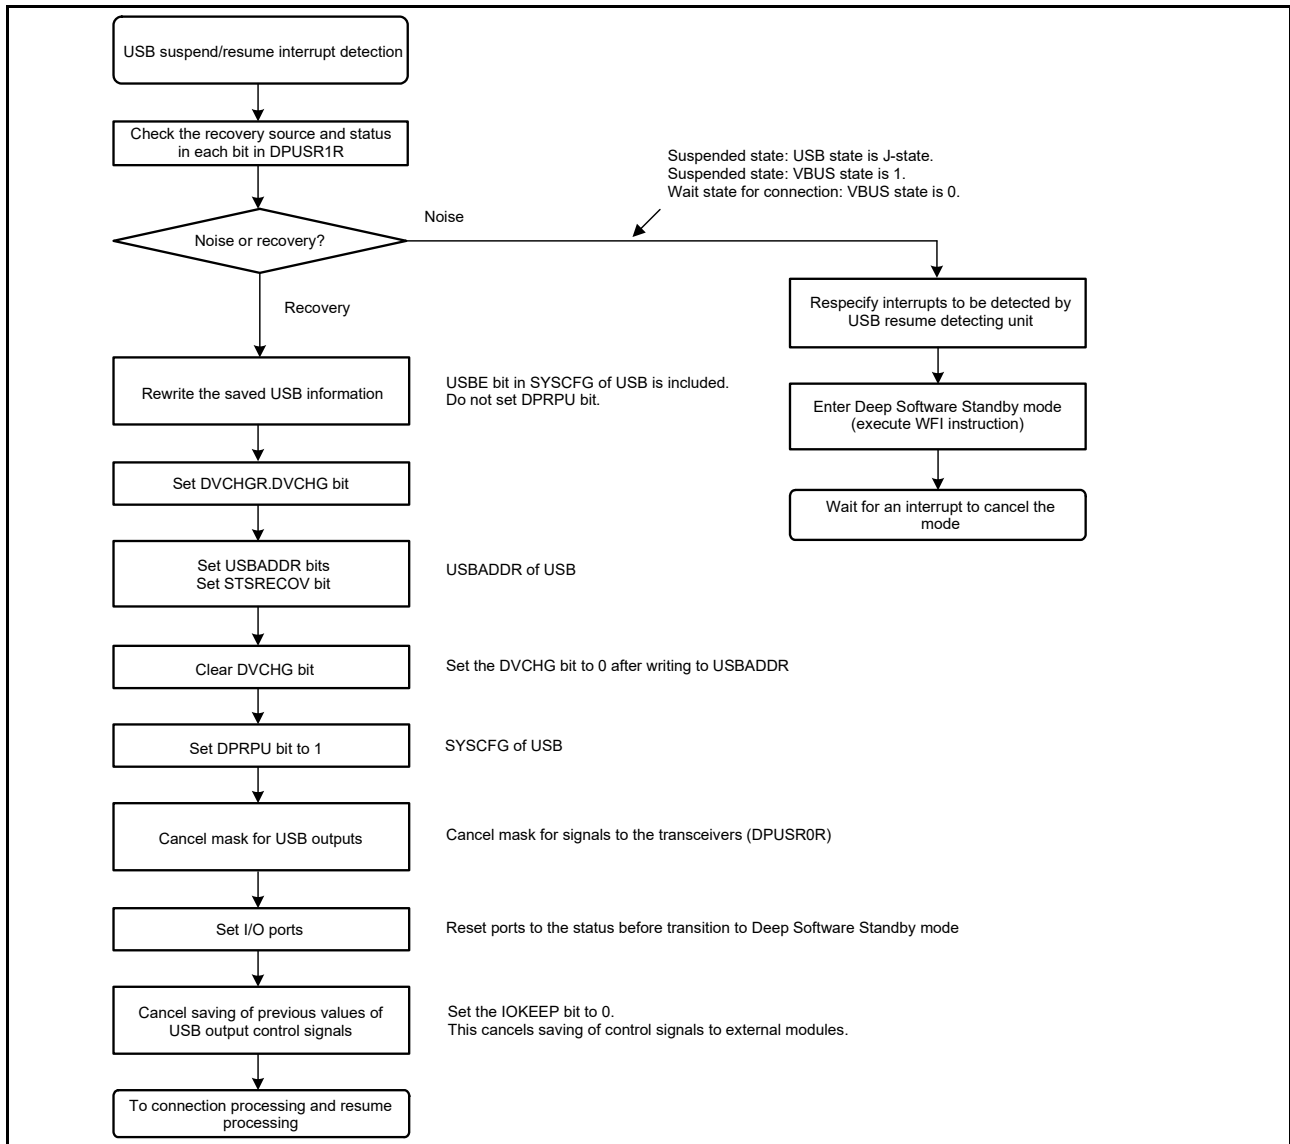 USB suspend/resume interrupt detection
Check the recovery source and status
in each bit in DPUSR1R
Suspended state: USB state is J-state.
Suspended state: VBUS state is 1.
Wait state for connection: VBUS state is 0.
Noise
Noise or recovery?
Recovery
Respecify interrupts to be detected by
USB resume detecting unit
Enter Deep Software Standby mode
(execute WFI instruction)
Wait for an interrupt to cancel the
mode
Rewrite the saved USB information
USBE bit in SYSCFG of USB is included.
Do not set DPRPU bit.
Set DVCHGR.DVCHG bit
Set USBADDR bits
Set STSRECOV bit
USBADDR of USB
Clear DVCHG bit
Set the DVCHG bit to 0 after writing to USBADDR
Set DPRPU bit to 1
SYSCFG of USB
Cancel mask for USB outputs
Cancel mask for signals to the transceivers (DPUSR0R)
Set I/O ports
Reset ports to the status before transition to Deep Software Standby mode
Cancel saving of previous values of
USB output control signals
Set the IOKEEP bit to 0.
This cancels saving of control signals to external modules.
To connection processing and resume
processing